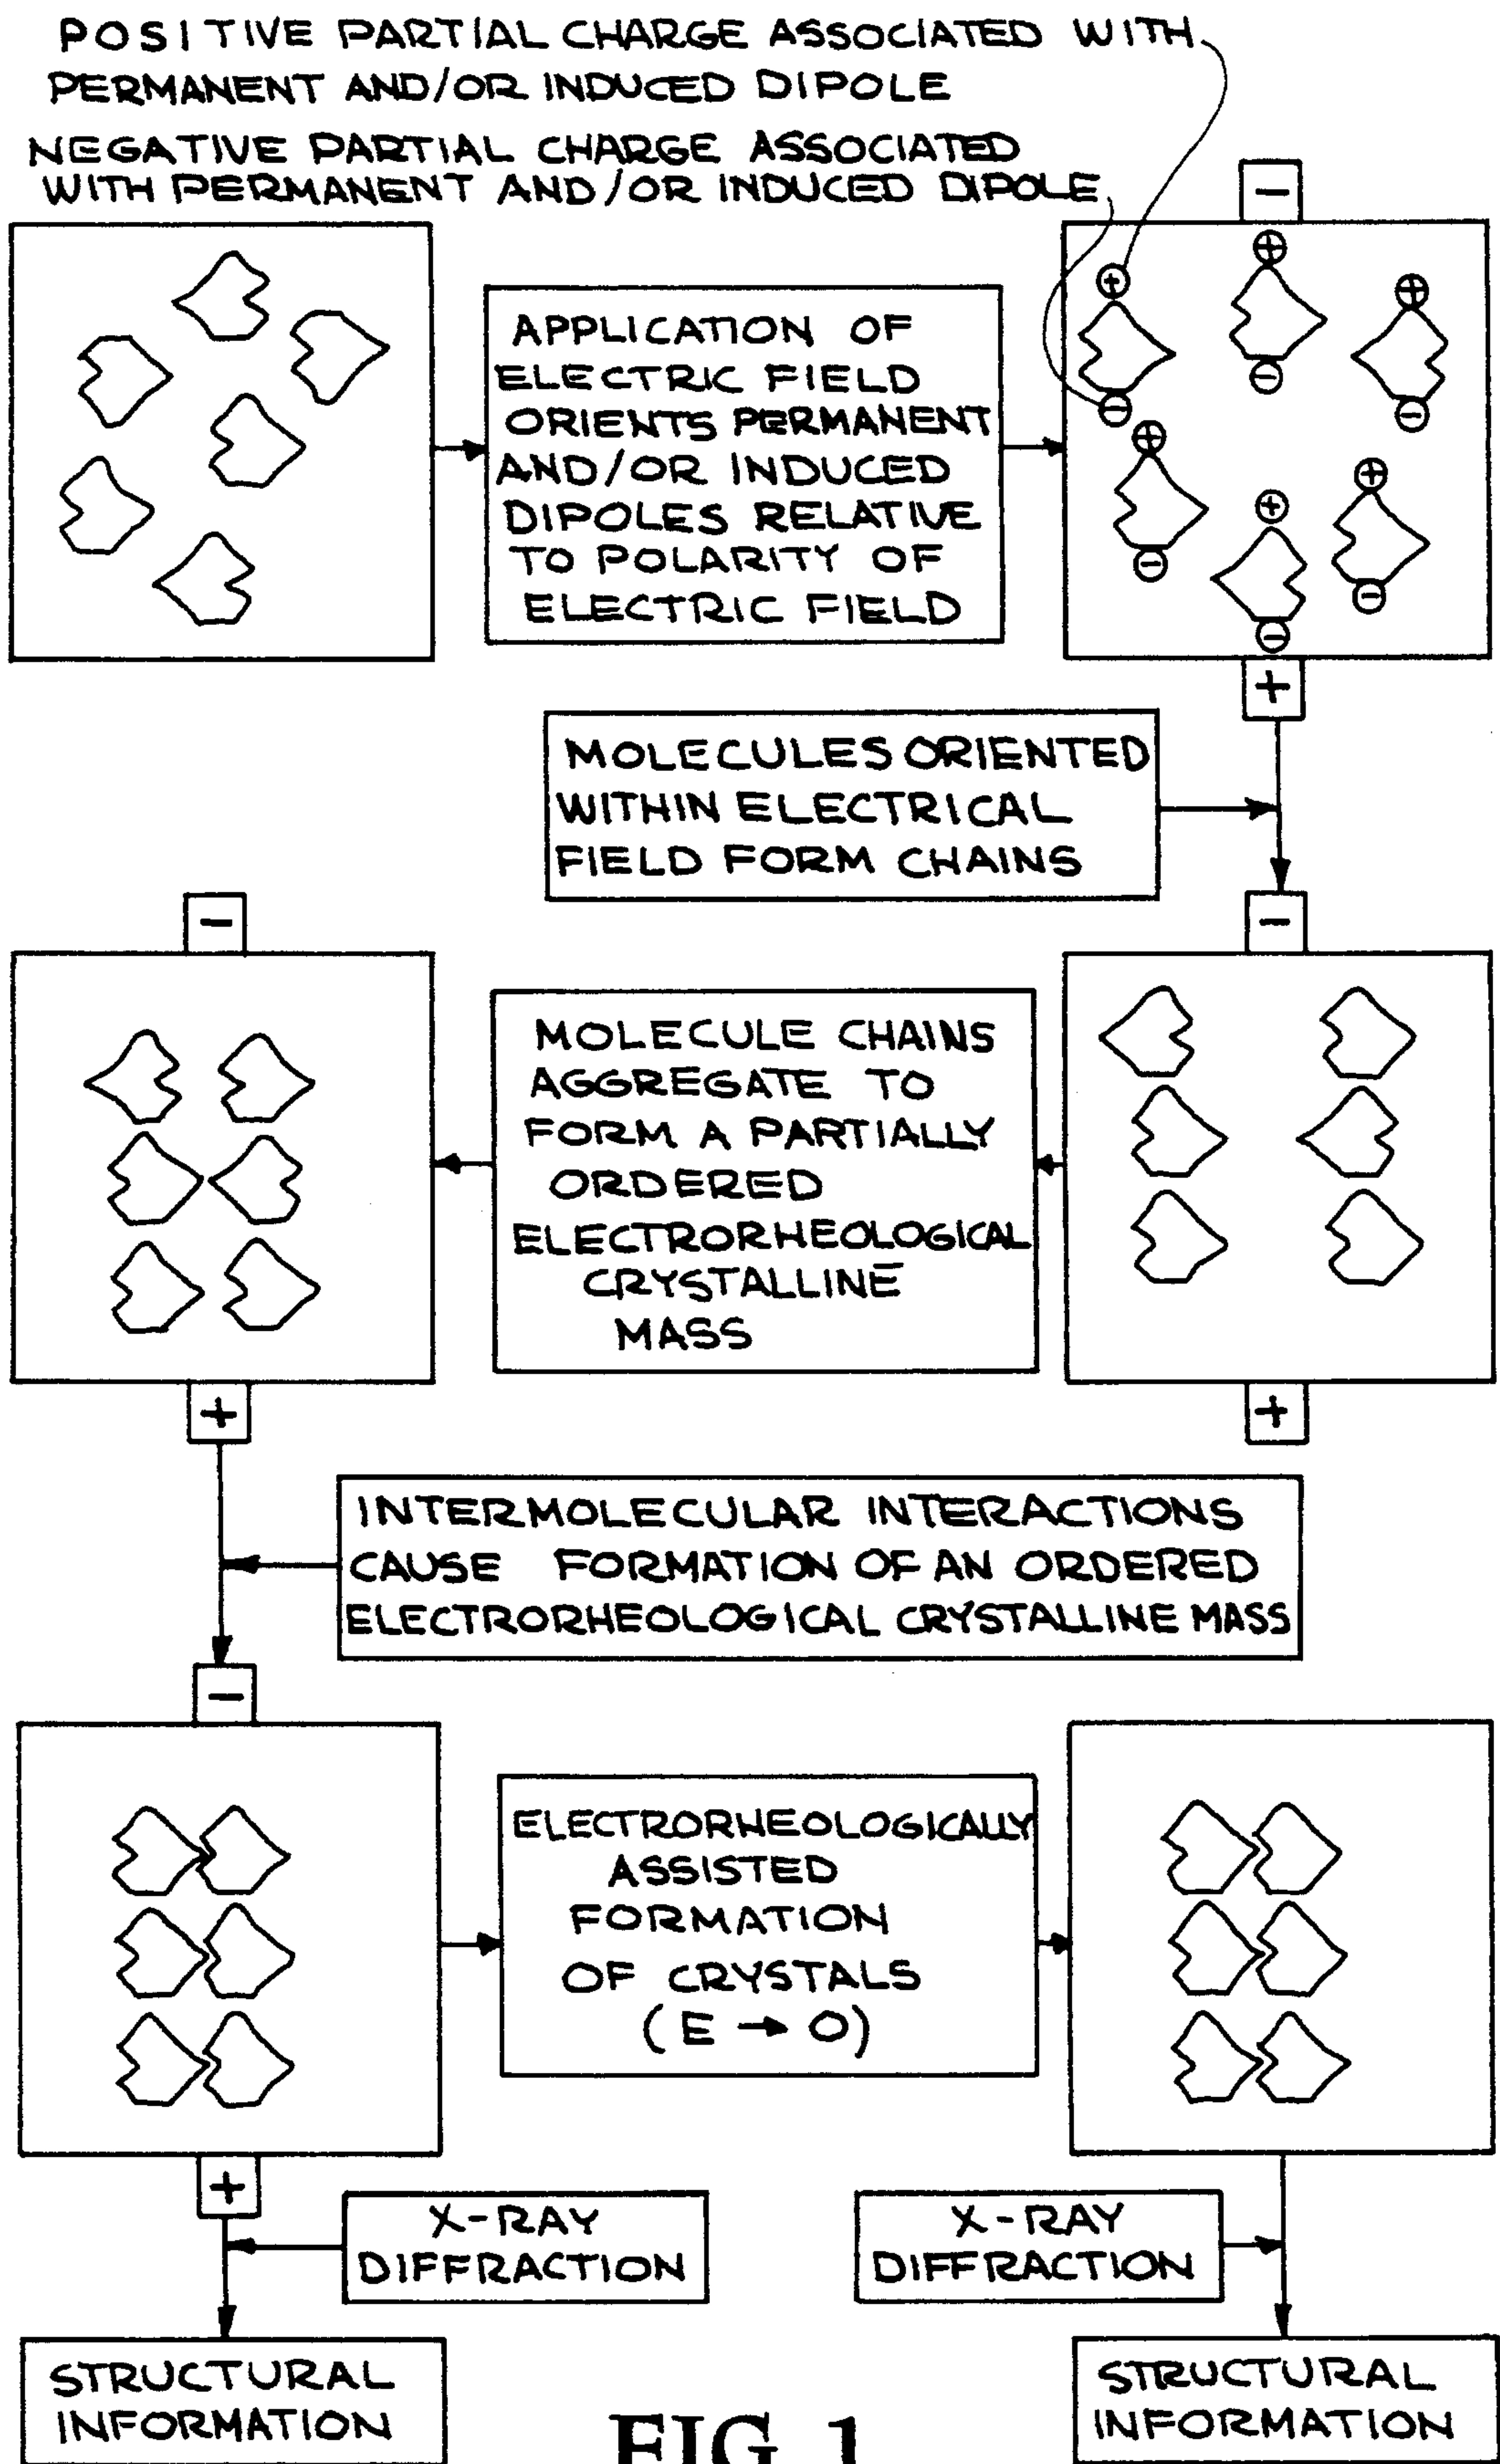 POSITIVE PARTIAL CHARGE ASSOCIATED WITH
PERMANENT AND/OR INDUCED DIPOLE
NEGATIVE PARTIAL CHARGE ASSOCIATED
WITH PERMANENT AND/OR INDUCED DIPOLE
−
⊕
⊕
⊕
⊖
⊖
⊖
⊕
⊕
⊕
⊖
⊖
⊖
+
APPLICATION OF
ELECTRIC FIELD
ORIENTS PERMANENT
AND/OR INDUCED
DIPOLES RELATIVE
TO POLARITY OF
ELECTRIC FIELD
MOLECULES ORIENTED
WITHIN ELECTRICAL
FIELD FORM CHAINS
−
+
MOLECULE CHAINS
AGGREGATE TO
FORM A PARTIALLY
ORDERED
ELECTRORHEOLOGICAL
CRYSTALLINE
MASS
−
+
INTERMOLECULAR INTERACTIONS
CAUSE FORMATION OF AN ORDERED
ELECTRORHEOLOGICAL CRYSTALLINE MASS
−
+
ELECTRORHEOLOGICALLY
ASSISTED
FORMATION
OF CRYSTALS
(E → O)
X-RAY
DIFFRACTION
X-RAY
DIFFRACTION
STRUCTURAL
INFORMATION
STRUCTURAL
INFORMATION
FIG. 1